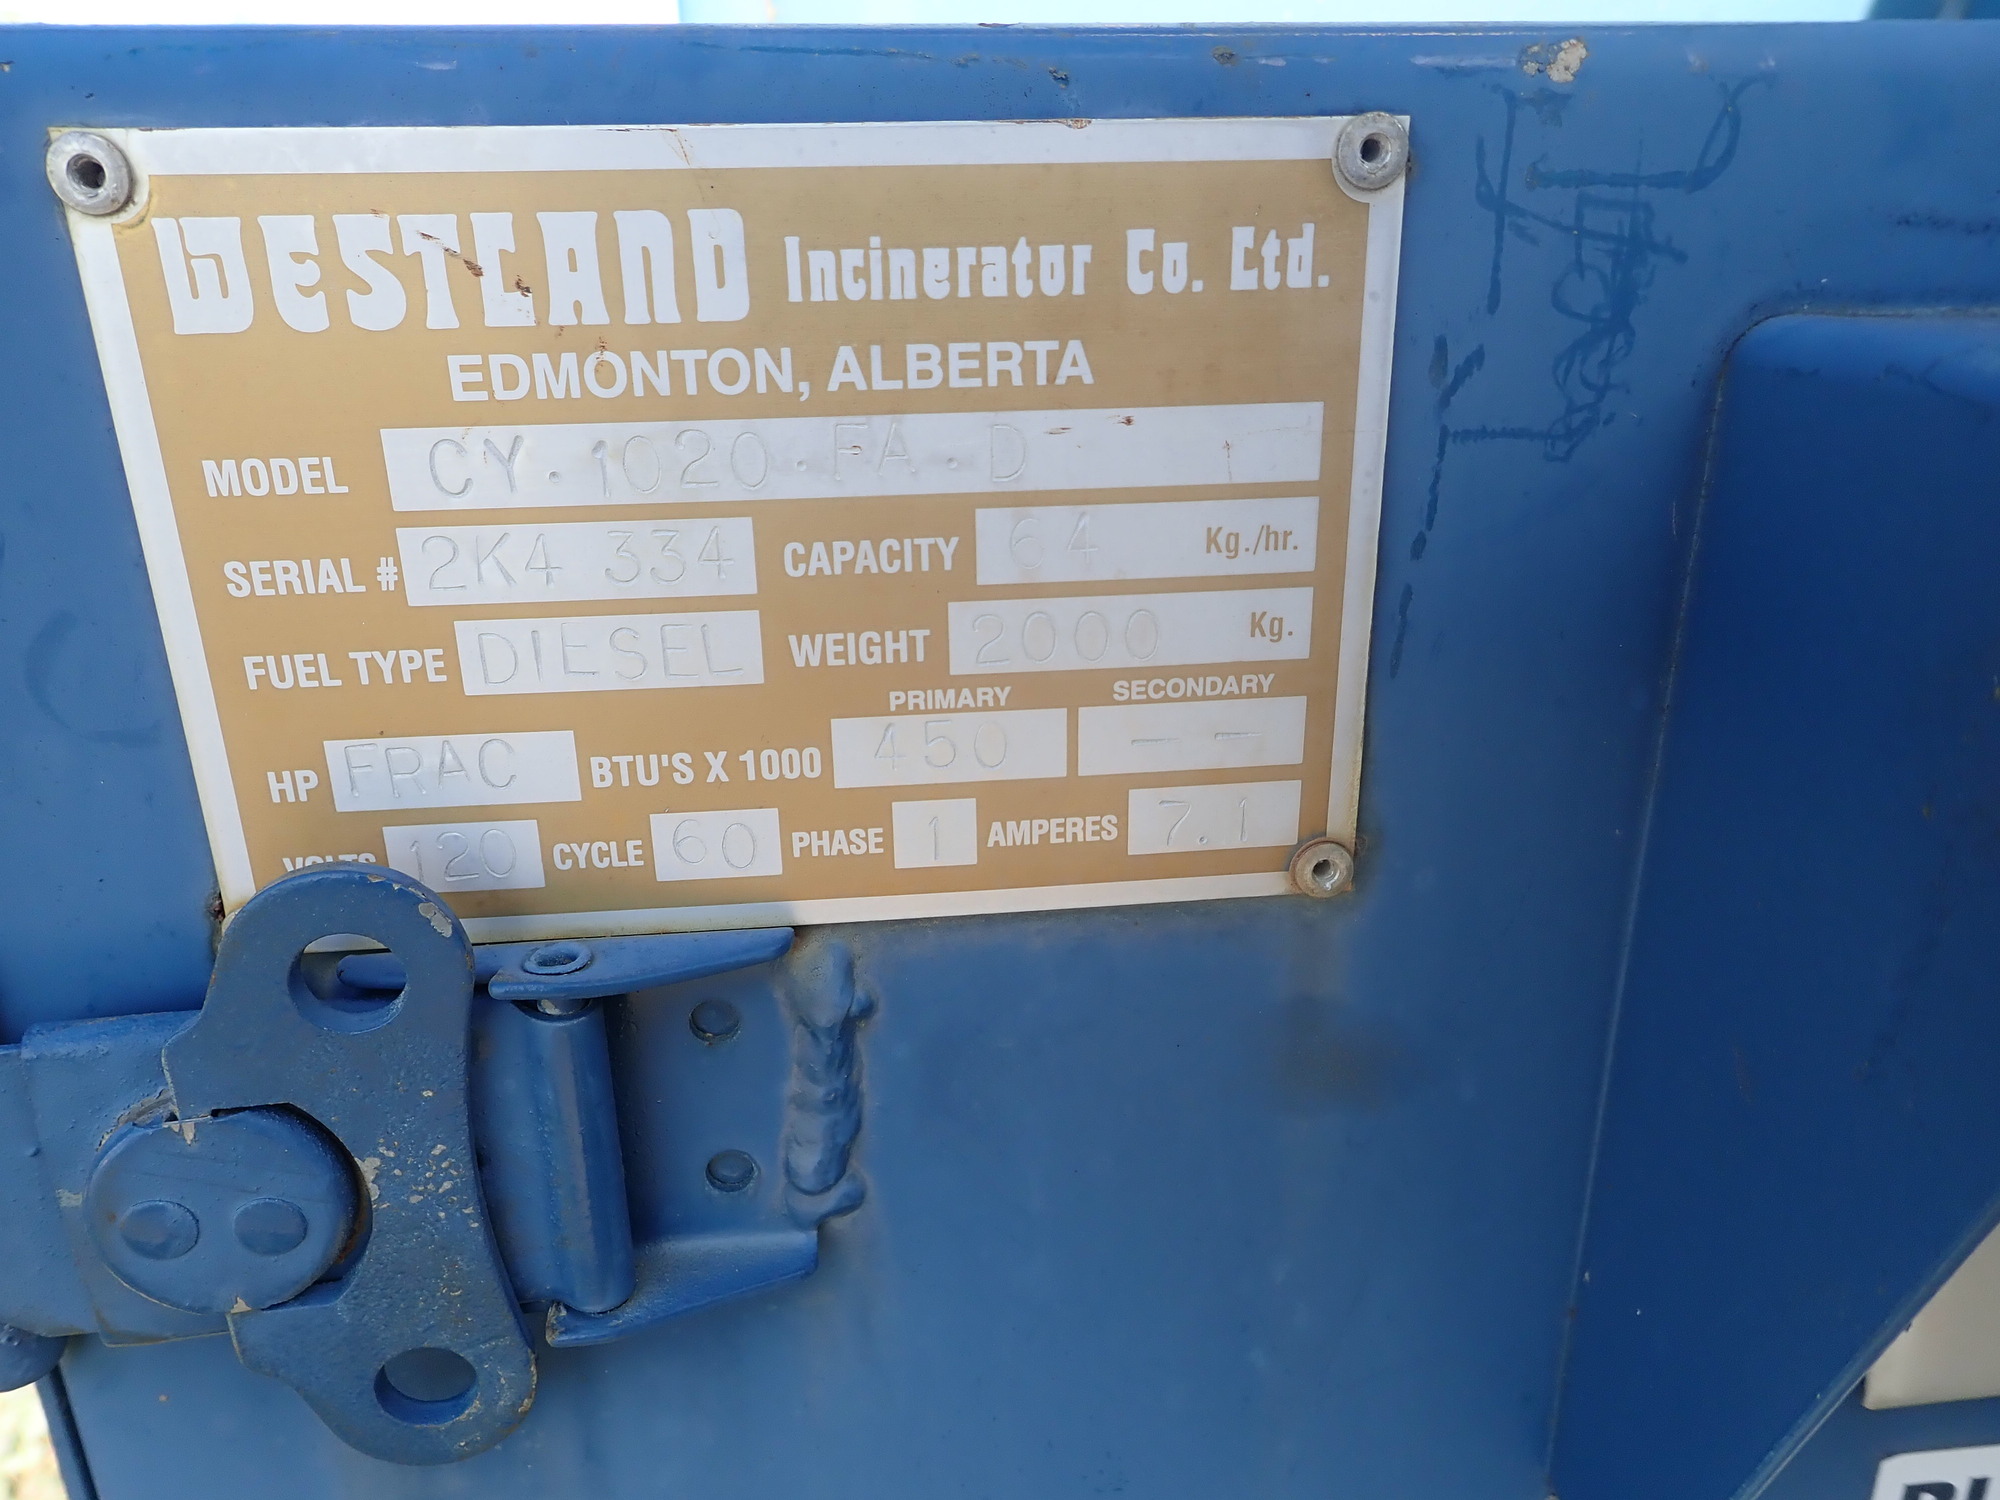 WESTLAND Incinerator Co. Ltd.
EDMONTON, ALBERTA
MODEL CY.1020.FA.D
SERIAL # 2K4 334 CAPACITY 64 Kg./hr.
FUEL TYPE DIESEL WEIGHT 2000 Kg.
PRIMARY SECONDARY
HP FRAC BTU'S X 1000 450 --
VOLTS 120 CYCLE 60 PHASE 1 AMPERES 7.1